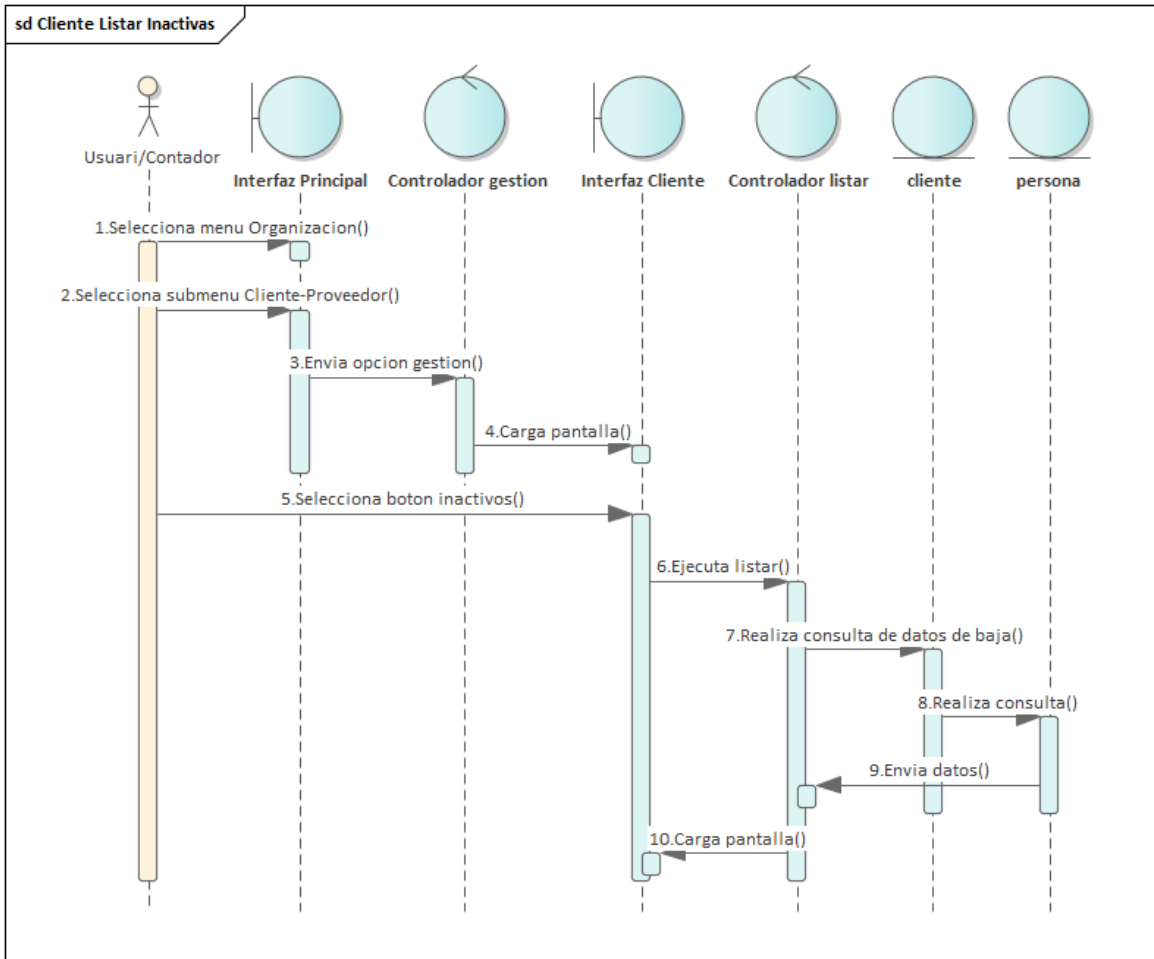 sd Cliente Listar Inactivas
Usuari/Contador
Interfaz Principal
Controlador gestion
Interfaz Cliente
Controlador listar
cliente
persona
1.Selecciona menu Organizacion()
2.Selecciona submenu Cliente-Proveedor()
3.Envia opcion gestion()
4.Carga pantalla()
5.Selecciona boton inactivos()
6.Ejecuta listar()
7.Realiza consulta de datos de baja()
8.Realiza consulta()
9.Envia datos()
10.Carga pantalla()